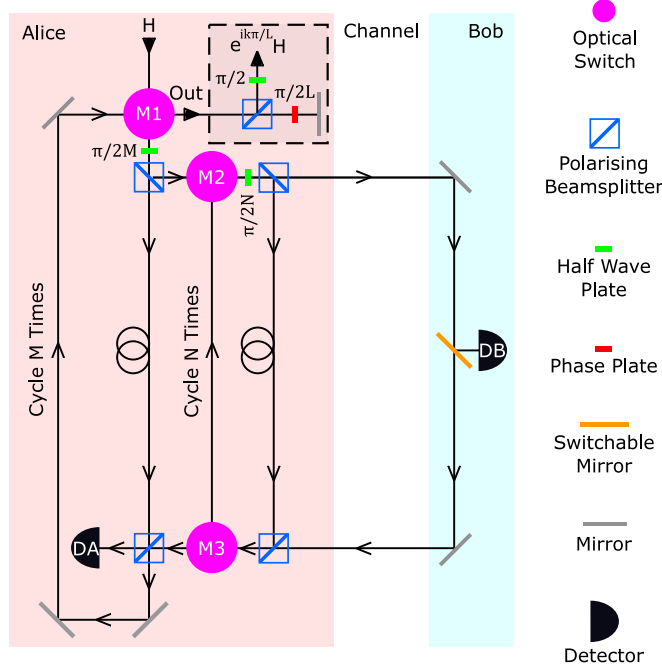 Alice
H
e^{ikπ/L} H
Channel
Bob
Optical
Switch
π/2
π/2L
Out
M1
π/2M
M2
π/2N
Polarising
Beamsplitter
Half Wave
Plate
Cycle M Times
Cycle N Times
DB
Phase Plate
Switchable
Mirror
DA
M3
Mirror
Detector